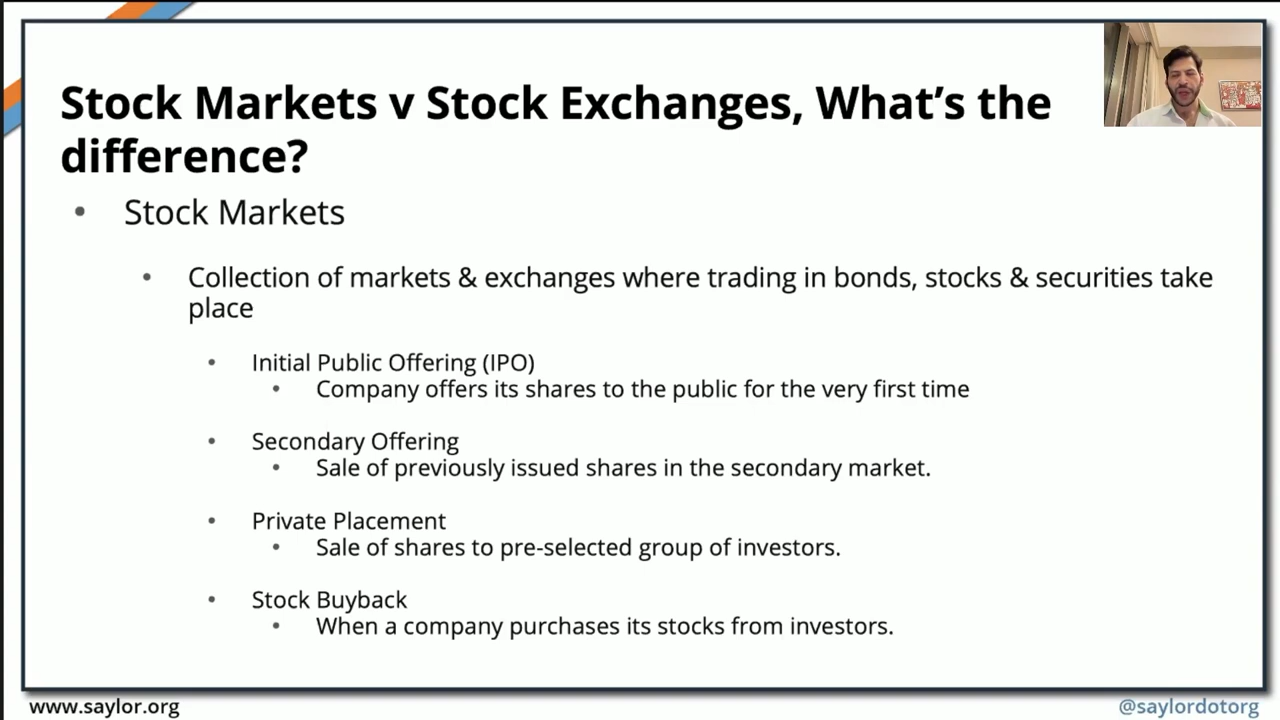 Stock Markets v Stock Exchanges, What's the
difference?
• Stock Markets
• Collection of markets & exchanges where trading in bonds, stocks & securities take
place
• Initial Public Offering (IPO)
• Company offers its shares to the public for the very first time
• Secondary Offering
• Sale of previously issued shares in the secondary market.
• Private Placement
• Sale of shares to pre-selected group of investors.
• Stock Buyback
• When a company purchases its stocks from investors.
www.saylor.org
@saylordotorg